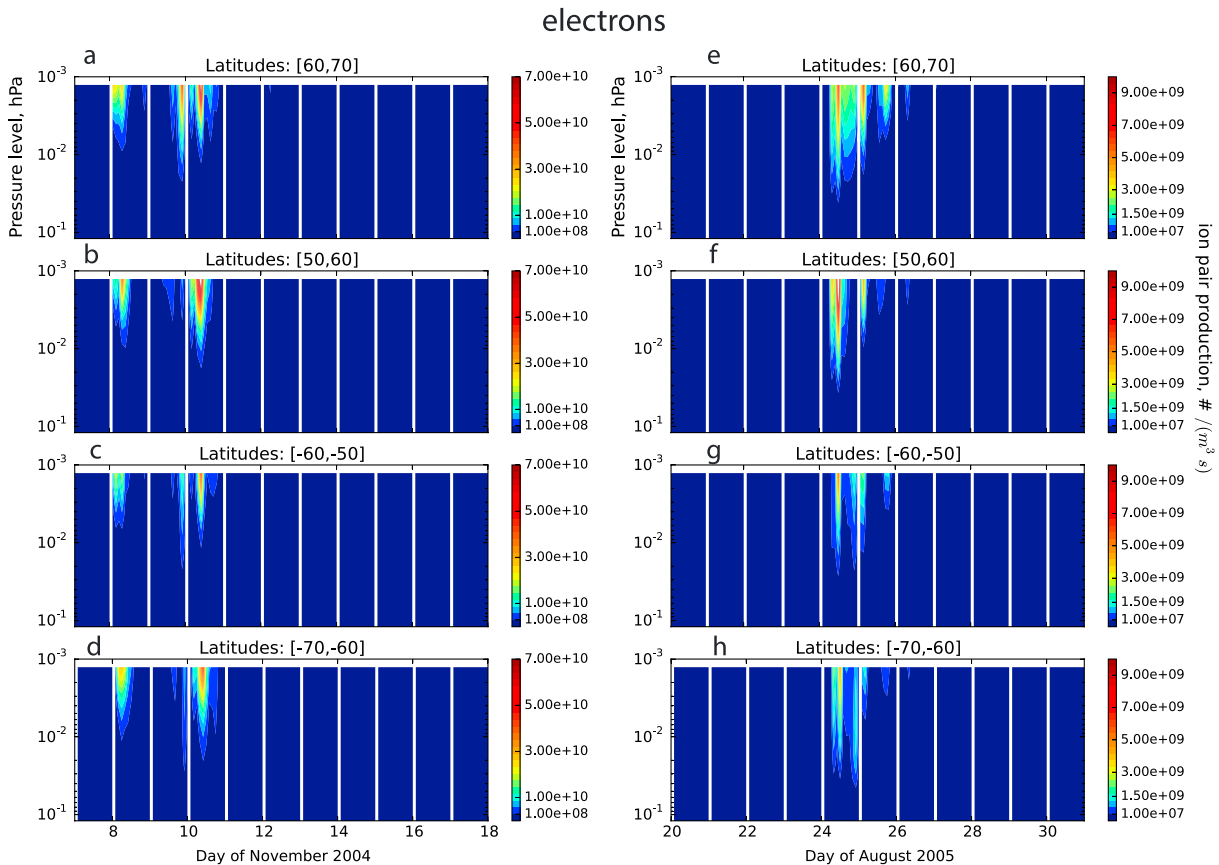 electrons
a
Latitudes: [60,70]
Pressure level, hPa
10^-3
10^-2
10^-1
7.00e+10
5.00e+10
3.00e+10
1.00e+10
1.00e+08
e
Latitudes: [60,70]
Pressure level, hPa
10^-3
10^-2
10^-1
9.00e+09
7.00e+09
5.00e+09
3.00e+09
1.50e+09
1.00e+07
b
Latitudes: [50,60]
10^-3
10^-2
10^-1
7.00e+10
5.00e+10
3.00e+10
1.00e+10
1.00e+08
f
Latitudes: [50,60]
10^-3
10^-2
10^-1
9.00e+09
7.00e+09
5.00e+09
3.00e+09
1.50e+09
1.00e+07
ion pair production, # /(m^3 s)
c
Latitudes: [-60,-50]
10^-3
10^-2
10^-1
7.00e+10
5.00e+10
3.00e+10
1.00e+10
1.00e+08
g
Latitudes: [-60,-50]
10^-3
10^-2
10^-1
9.00e+09
7.00e+09
5.00e+09
3.00e+09
1.50e+09
1.00e+07
d
Latitudes: [-70,-60]
10^-3
10^-2
10^-1
7.00e+10
5.00e+10
3.00e+10
1.00e+10
1.00e+08
8 10 12 14 16 18
Day of November 2004
h
Latitudes: [-70,-60]
10^-3
10^-2
10^-1
9.00e+09
7.00e+09
5.00e+09
3.00e+09
1.50e+09
1.00e+07
20 22 24 26 28 30
Day of August 2005